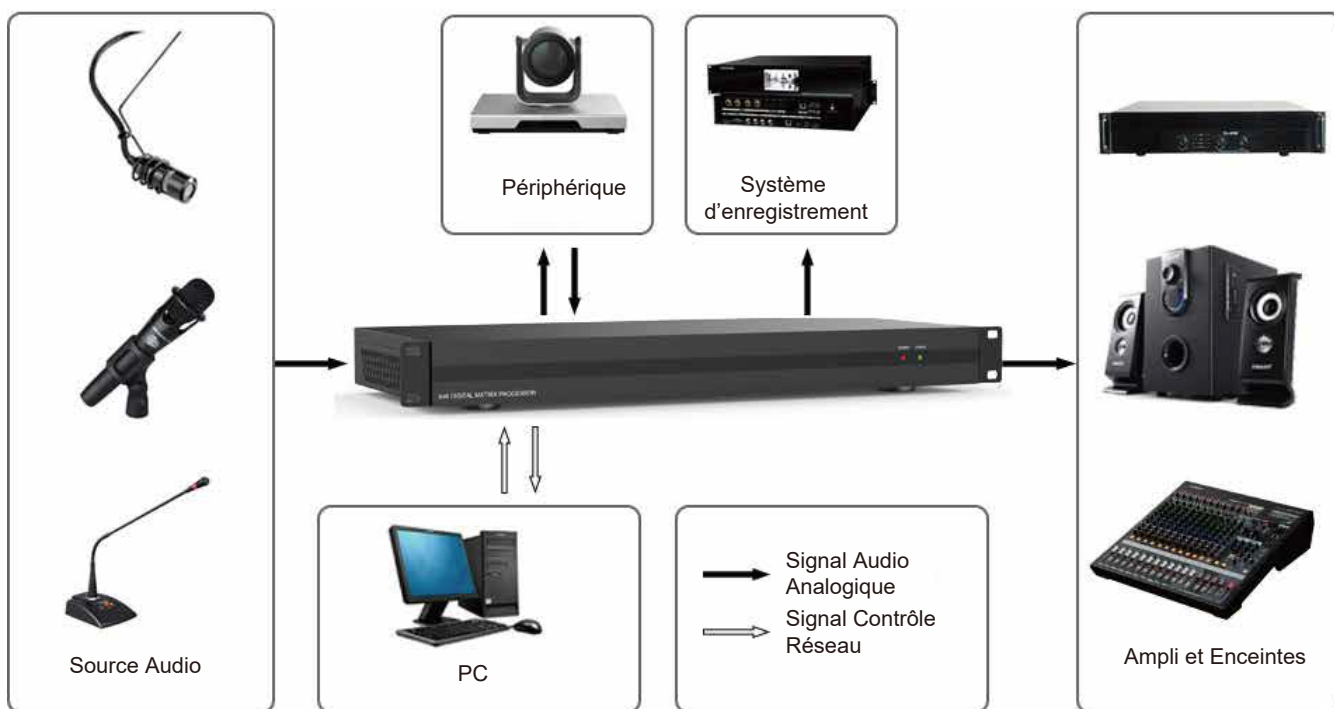 Périphérique
Système
d'enregistrement
DIGITAL MATRIX PROCESSOR
Source Audio
PC
Signal Audio
Analogique
Signal Contrôle
Réseau
Ampli et Enceintes